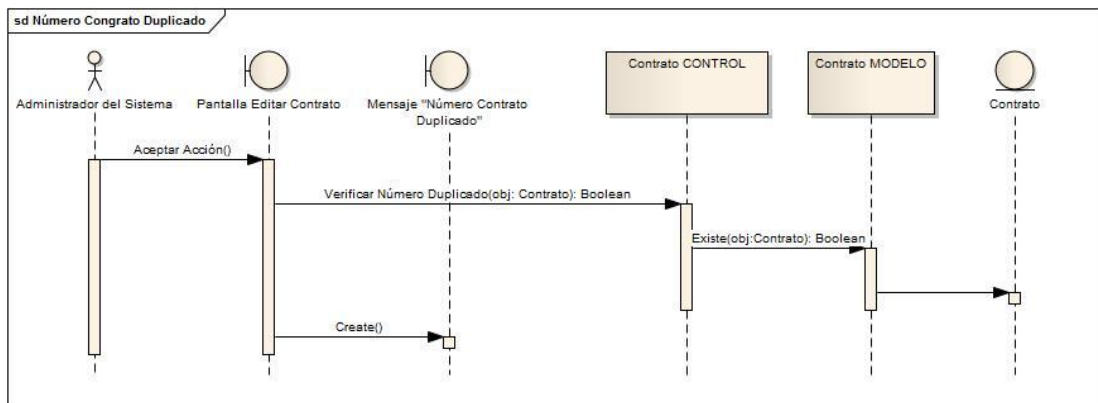 sd Número Congrato Duplicado
Administrador del Sistema
Pantalla Editar Contrato
Mensaje "Número Contrato
Duplicado"
Contrato CONTROL
Contrato MODELO
Contrato
Aceptar Acción()
Verificar Número Duplicado(obj: Contrato): Boolean
Existe(obj:Contrato): Boolean
Create()